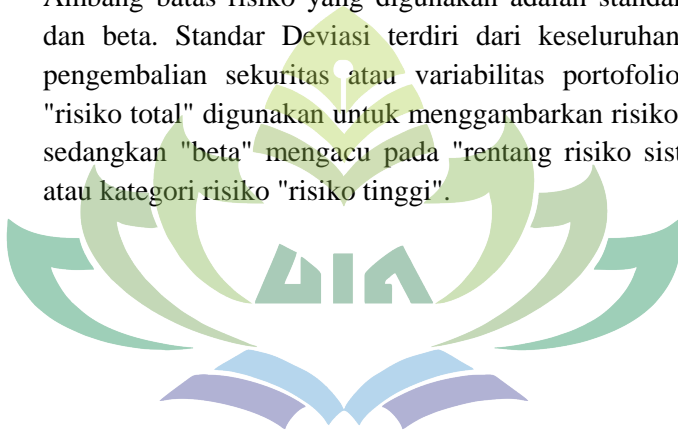 Ambang batas risiko yang digunakan adalah standar
dan beta. Standar Deviasi terdiri dari keseluruhan
pengembalian sekuritas atau variabilitas portofolio
"risiko total" digunakan untuk menggambarkan risiko
sedangkan "beta" mengacu pada "rentang risiko sist
atau kategori risiko "risiko tinggi".
UIN